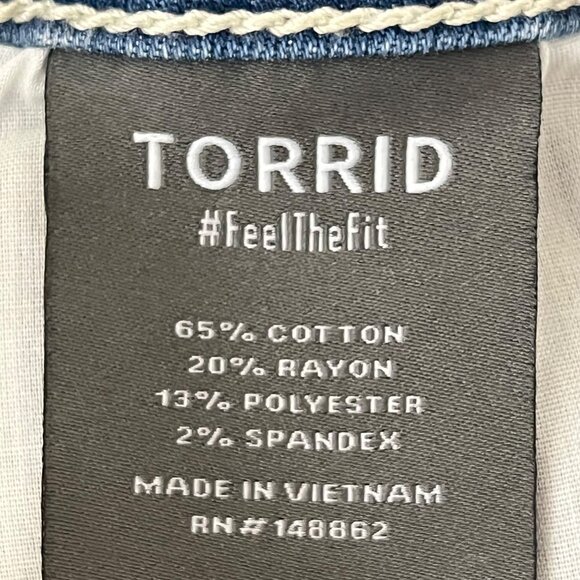 TORRID
#FeelTheFit
65% COTTON
20% RAYON
13% POLYESTER
2% SPANDEX
MADE IN VIETNAM
RN# 148862